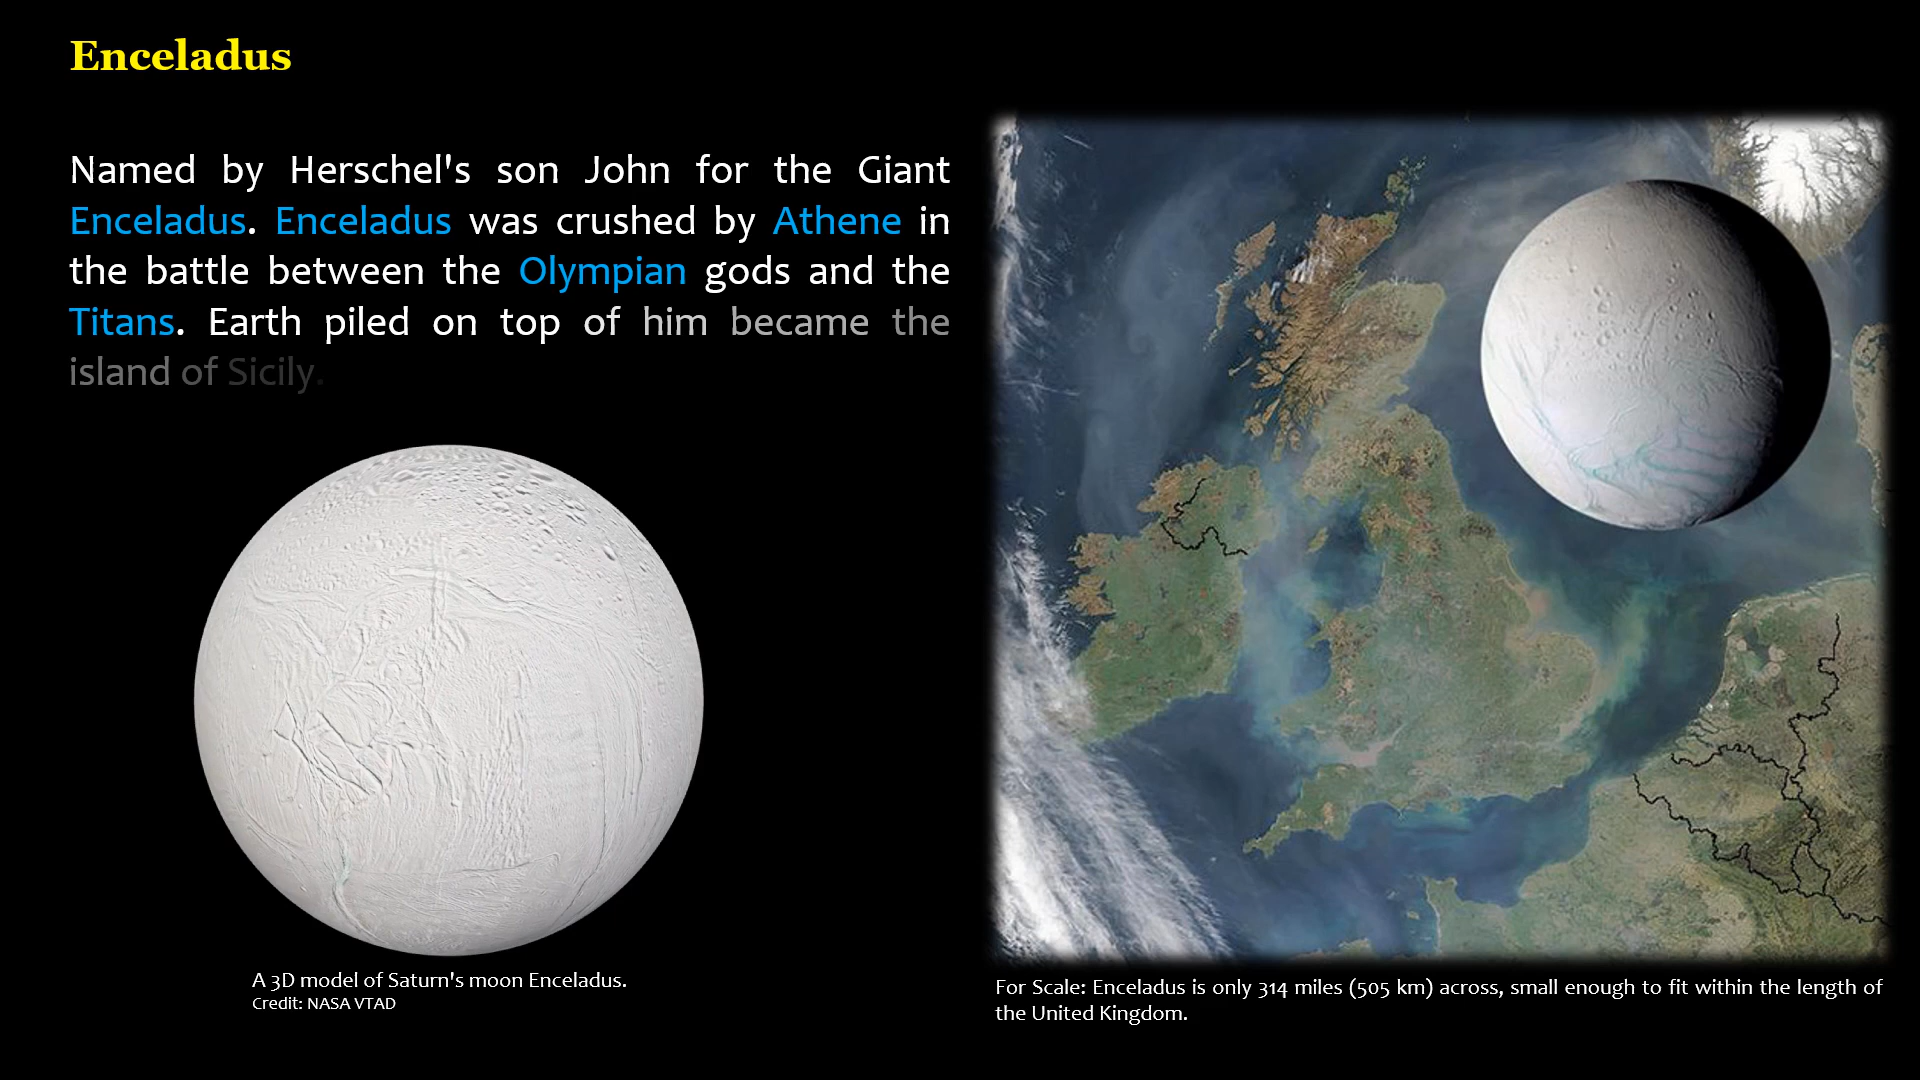 Enceladus
Named by Herschel's son John for the Giant
Enceladus. Enceladus was crushed by Athene in
the battle between the Olympian gods and the
Titans. Earth piled on top of him became the
island of Sicily.
A 3D model of Saturn's moon Enceladus.
Credit: NASA VTAD
For Scale: Enceladus is only 314 miles (505 km) across, small enough to fit within the length of
the United Kingdom.